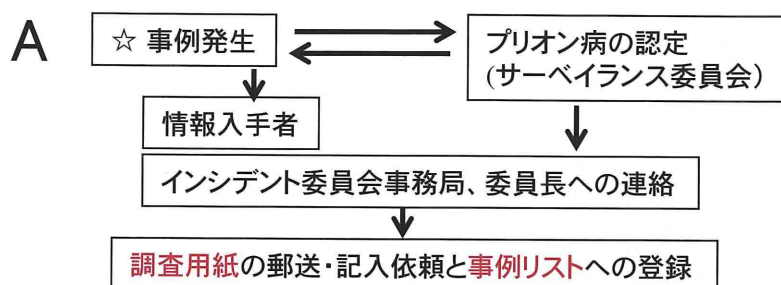 A
☆ 事例発生
プリオン病の認定
(サーベイランス委員会)
情報入手者
インシデント委員会事務局、委員長への連絡
調査用紙の郵送・記入依頼と事例リストへの登録